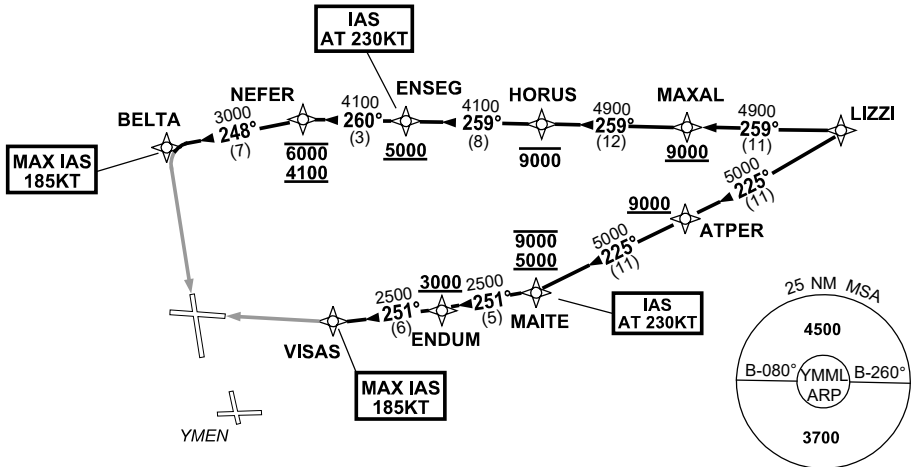 IAS
AT 230KT
ENSEG
HORUS
MAXAL
LIZZI
NEFER
BELTA
3000
248°
(7)
4100
260°
(3)
4100
259°
(8)
4900
259°
(12)
4900
259°
(11)
6000
4100
5000
9000
9000
MAX IAS
185KT
5000
225°
(11)
9000
ATPER
9000
5000
5000
225°
(11)
3000
2500
251°
(6)
2500
251°
(5)
VISAS
ENDUM
MAITE
IAS
AT 230KT
MAX IAS
185KT
YMEN
25 NM MSA
4500
B-080°
YMML
ARP
B-260°
3700